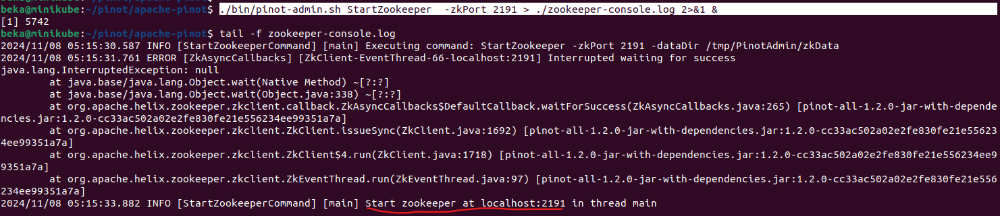 beka@minikube:~/pinot/apache-pinot$ ./bin/pinot-admin.sh StartZookeeper  -zkPort 2191 > ./zookeeper-console.log 2>&1 &
[1] 5742
beka@minikube:~/pinot/apache-pinot$ tail -f zookeeper-console.log
2024/11/08 05:15:30.587 INFO [StartZookeeperCommand] [main] Executing command: StartZookeeper -zkPort 2191 -dataDir /tmp/PinotAdmin/zkData
2024/11/08 05:15:31.761 ERROR [ZkAsyncCallbacks] [ZkClient-EventThread-66-localhost:2191] Interrupted waiting for success
java.lang.InterruptedException: null
        at java.base/java.lang.Object.wait(Native Method) ~[?:?]
        at java.base/java.lang.Object.wait(Object.java:338) ~[?:?]
        at org.apache.helix.zookeeper.zkclient.callback.ZkAsyncCallbacks$DefaultCallback.waitForSuccess(ZkAsyncCallbacks.java:265) [pinot-all-1.2.0-jar-with-depende
ncies.jar:1.2.0-cc33ac502a02e2fe830fe21e556234ee99351a7a]
        at org.apache.helix.zookeeper.zkclient.ZkClient.issueSync(ZkClient.java:1692) [pinot-all-1.2.0-jar-with-dependencies.jar:1.2.0-cc33ac502a02e2fe830fe21e55623
4ee99351a7a]
        at org.apache.helix.zookeeper.zkclient.ZkClient$4.run(ZkClient.java:1718) [pinot-all-1.2.0-jar-with-dependencies.jar:1.2.0-cc33ac502a02e2fe830fe21e556234ee9
9351a7a]
        at org.apache.helix.zookeeper.zkclient.ZkEventThread.run(ZkEventThread.java:97) [pinot-all-1.2.0-jar-with-dependencies.jar:1.2.0-cc33ac502a02e2fe830fe21e556
234ee99351a7a]
2024/11/08 05:15:33.882 INFO [StartZookeeperCommand] [main] Start zookeeper at localhost:2191 in thread main